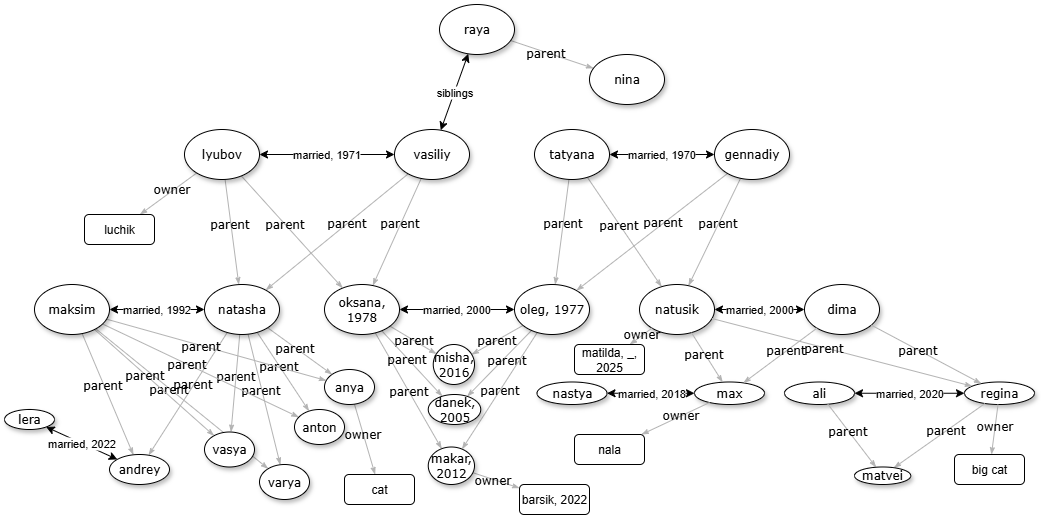 raya
parent
nina
siblings
lyubov
married, 1971
vasiliy
tatyana
married, 1970
gennadiy
owner
luchik
parent
parent
parent
parent
parent
parent
parent
parent
maksim
married, 1992
natasha
oksana,
1978
married, 2000
oleg, 1977
natusik
married, 2000
dima
owner
matilda, _,
2025
parent
parent
parent
parent
parent
parent
misha,
2016
parent
parent
parent
parent
parent
parent
parent
parent
parent
parent
parent
parent
parent
parent
anya
nastya
married, 2018
max
ali
married, 2020
regina
danek,
2005
lera
married, 2022
anton
owner
owner
owner
parent
parent
vasya
nala
andrey
varya
cat
makar,
2012
owner
barsik, 2022
matvei
big cat